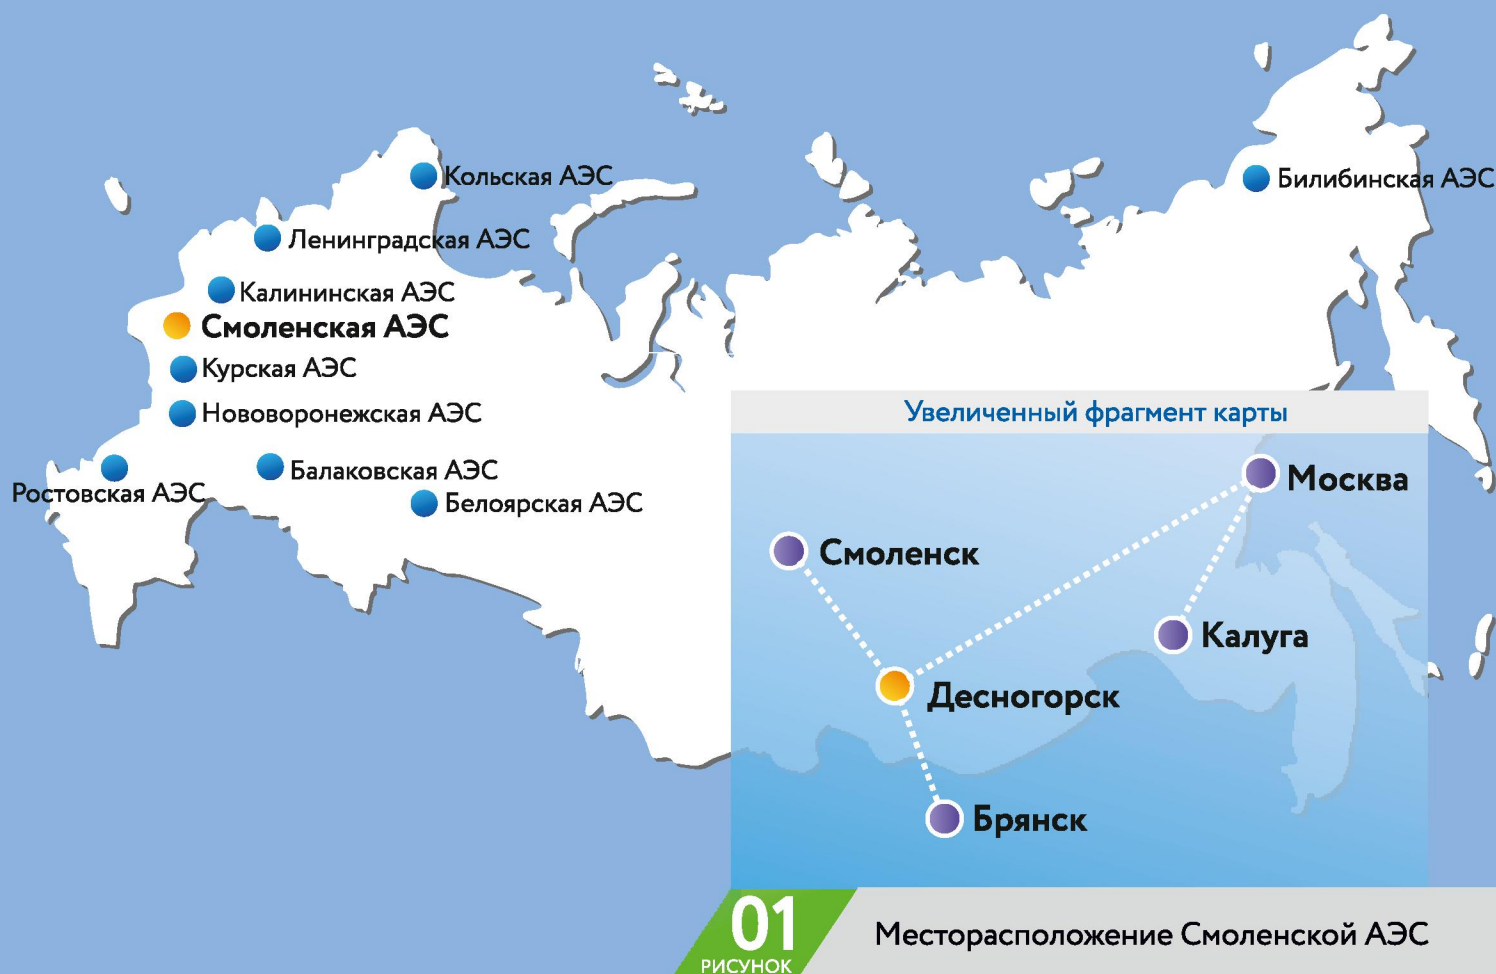 Кольская АЭС
Билибинская АЭС
Ленинградская АЭС
Калининская АЭС
Смоленская АЭС
Курская АЭС
Нововоронежская АЭС
Балаковская АЭС
Ростовская АЭС
Белоярская АЭС
Увеличенный фрагмент карты
Москва
Смоленск
Калуга
Десногорск
Брянск
01
РИСУНОК
Месторасположение Смоленской АЭС